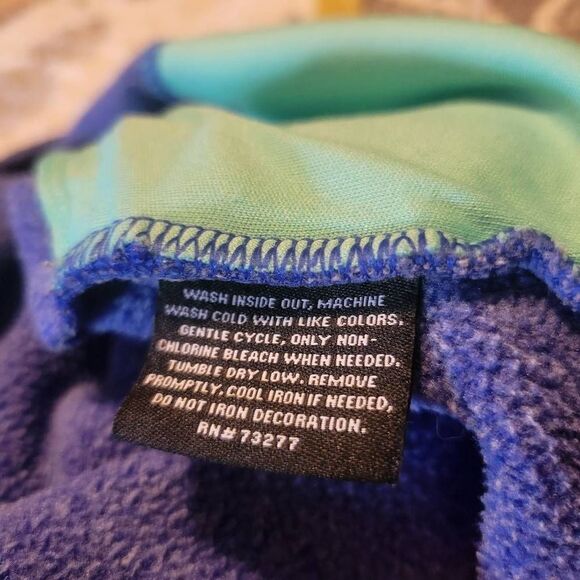 WASH INSIDE OUT, MACHINE
WASH COLD WITH LIKE COLORS,
GENTLE CYCLE, ONLY NON-
CHLORINE BLEACH WHEN NEEDED.
TUMBLE DRY LOW. REMOVE
PROMPTLY. COOL IRON IF NEEDED,
DO NOT IRON DECORATION.
RN# 73277